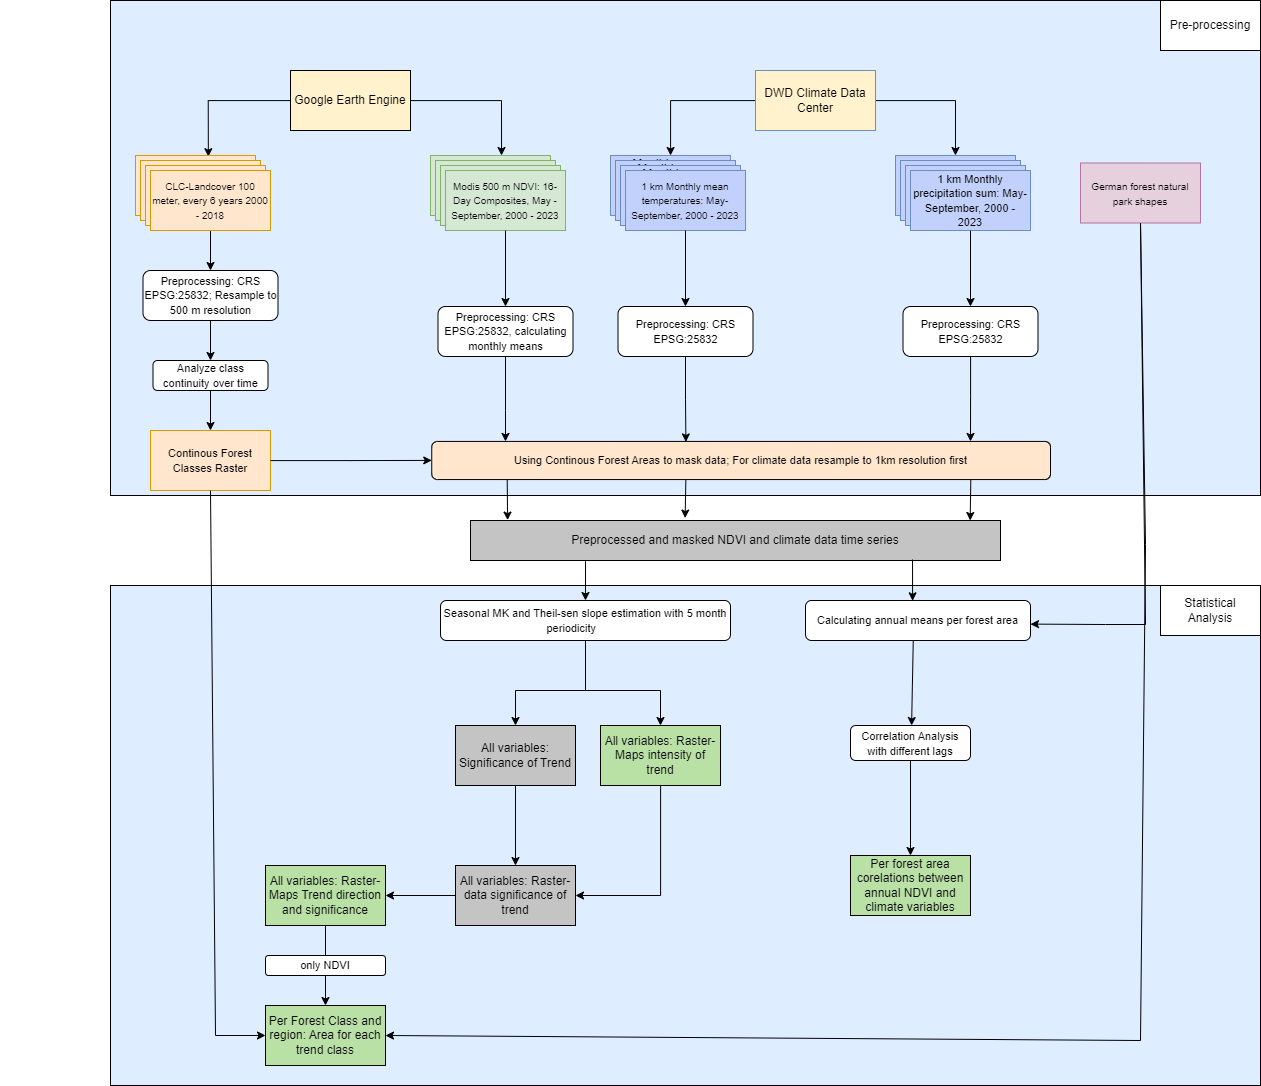 Pre-processing
Google Earth Engine
DWD Climate Data
Center
CLC-Landcover 100
meter, every 6 years 2000
- 2018
Modis 500 m NDVI: 16-
Day Composites, May -
September, 2000 - 2023
1 km Monthly mean
temperatures: May-
September, 2000 - 2023
1 km Monthly
precipitation sum: May-
September, 2000 -
2023
German forest natural
park shapes
Preprocessing: CRS
EPSG:25832; Resample to
500 m resolution
Preprocessing: CRS
EPSG:25832, calculating
monthly means
Preprocessing: CRS
EPSG:25832
Preprocessing: CRS
EPSG:25832
Analyze class
continuity over time
Continous Forest
Classes Raster
Using Continous Forest Areas to mask data; For climate data resample to 1km resolution first
Preprocessed and masked NDVI and climate data time series
Statistical
Analysis
Seasonal MK and Theil-sen slope estimation with 5 month
periodicity
Calculating annual means per forest area
All variables:
Significance of Trend
All variables: Raster-
Maps intensity of
trend
Correlation Analysis
with different lags
All variables: Raster-
Maps Trend direction
and significance
All variables: Raster-
data significance of
trend
Per forest area
corelations between
annual NDVI and
climate variables
only NDVI
Per Forest Class and
region: Area for each
trend class